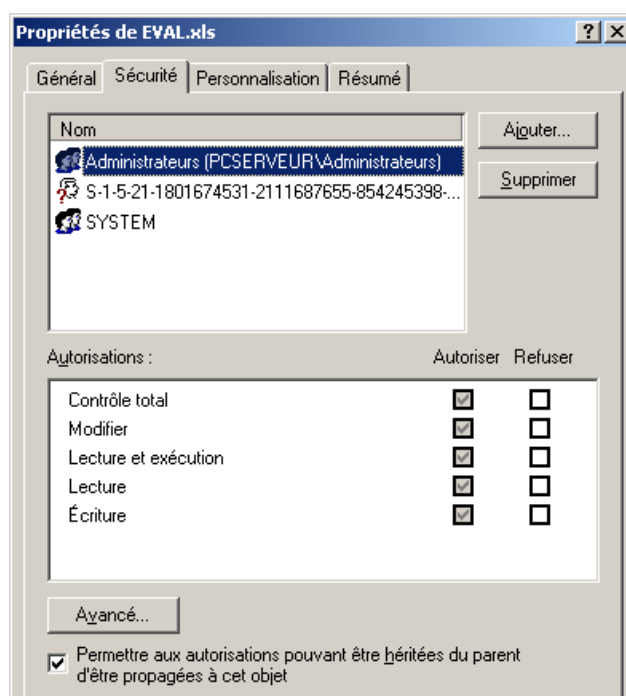 Propriétés de EVAL.xls
Général Sécurité Personnalisation Résumé
Nom
Ajouter...
Administrateurs (PCSERVEUR\Administrateurs)
S-1-5-21-1801674531-2111687655-854245398-...
Supprimer
SYSTEM
Autorisations : Autoriser Refuser
Contrôle total
Modifier
Lecture et exécution
Lecture
Écriture
Avancé...
Permettre aux autorisations pouvant être héritées du parent
d'être propagées à cet objet